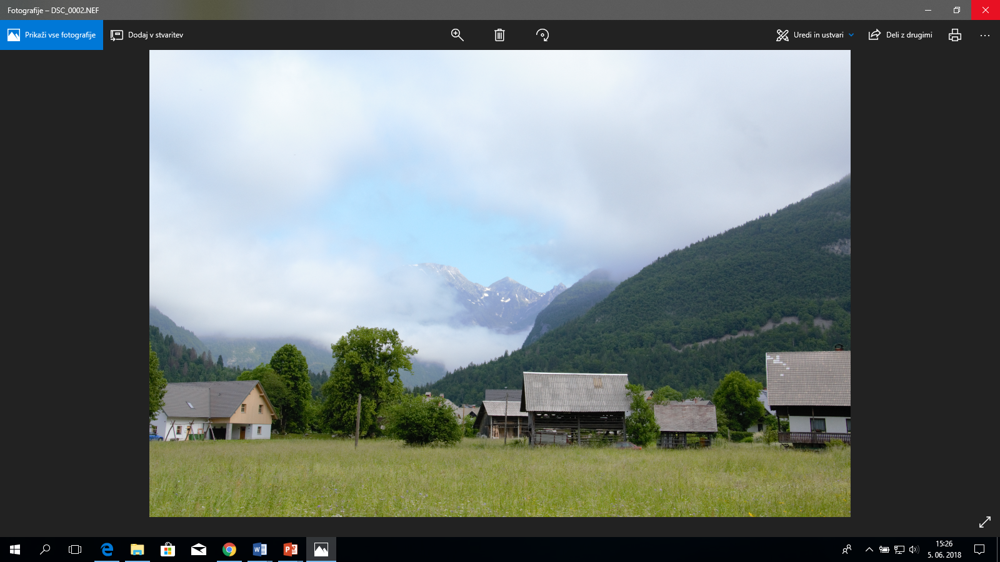 Fotografije – DSC_0002.NEF
Prikaži vse fotografije
Dodaj v stvaritev
Uredi in ustvari
Deli z drugimi
15:26
5. 06. 2018